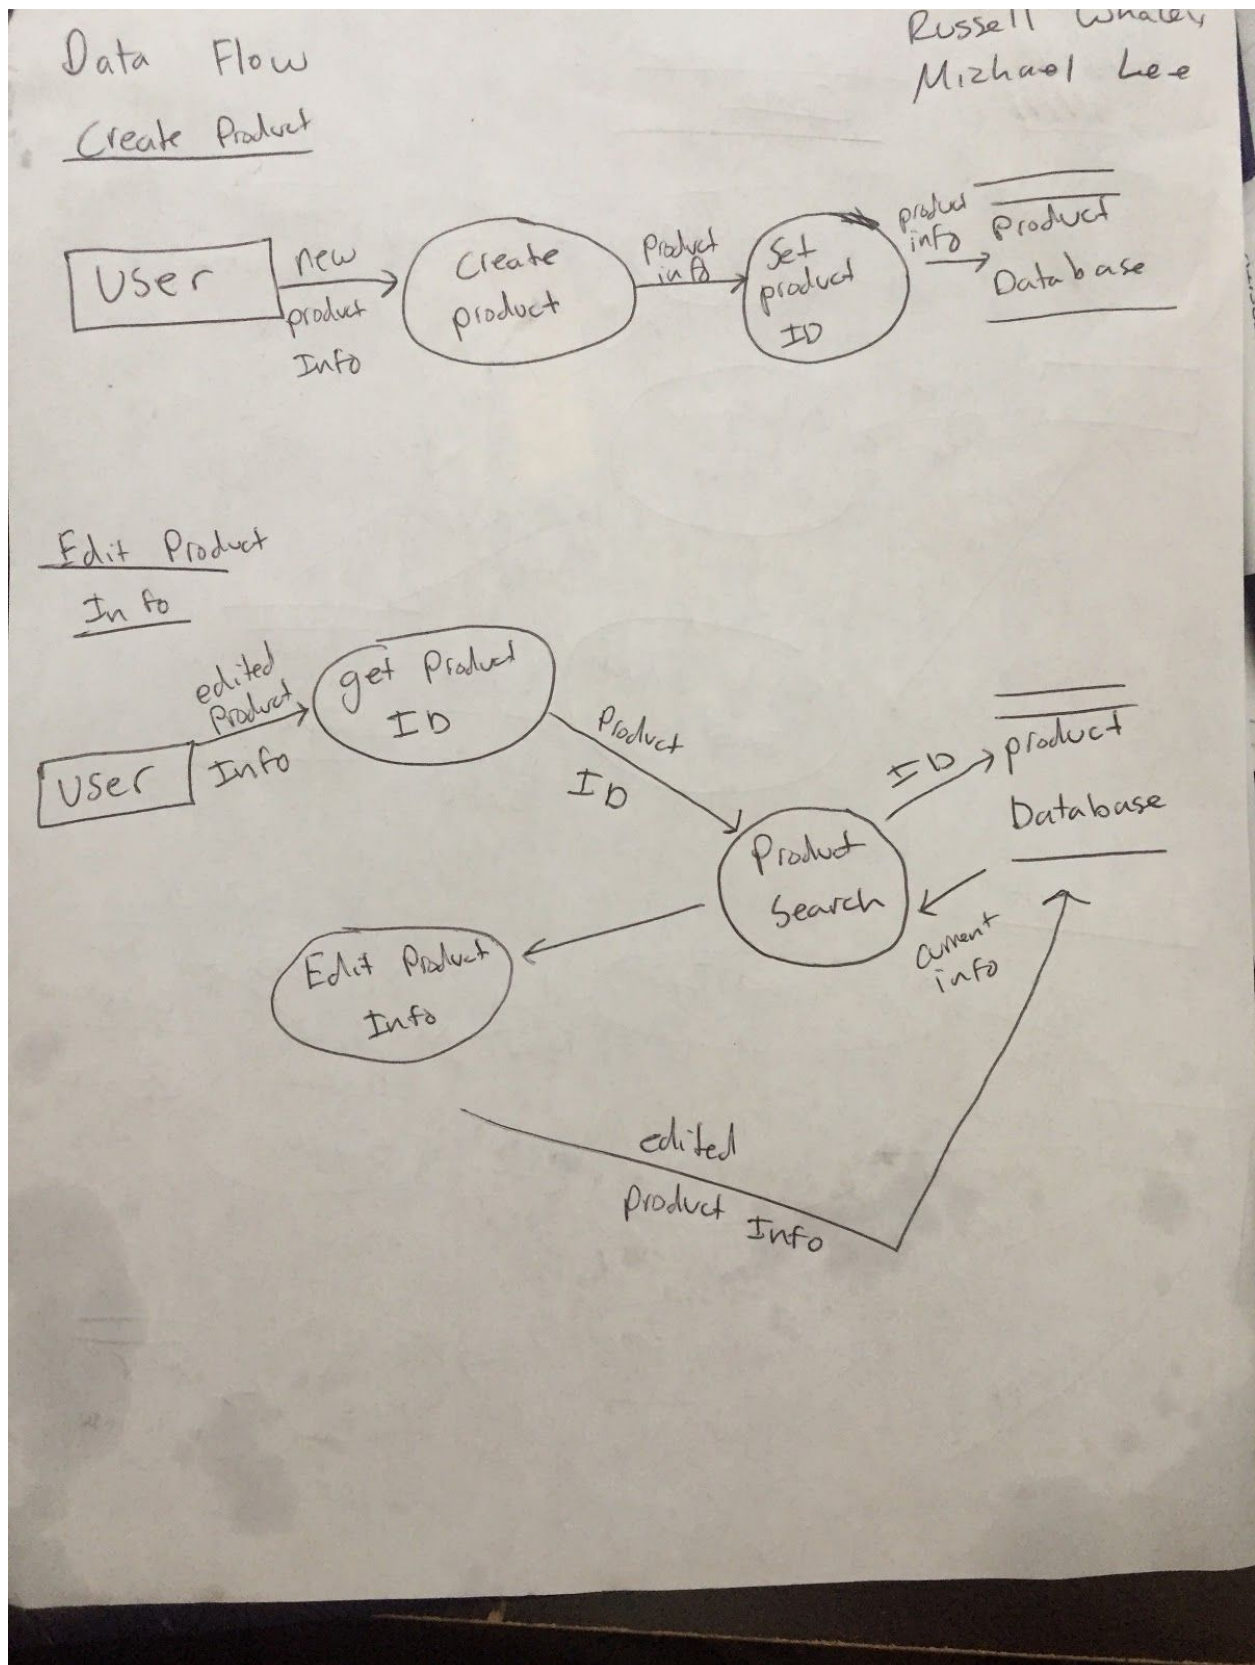 Data Flow
Russell Whaley
Michael Lee
Create Product
User
new
product
Info
Create
product
Product
info
Set
product
ID
product
info
Product
Database
Edit Product
Info
User
edited
Product
Info
get Product
ID
Product
ID
Product
Search
ID
product
Database
current
info
Edit Product
Info
edited
product Info